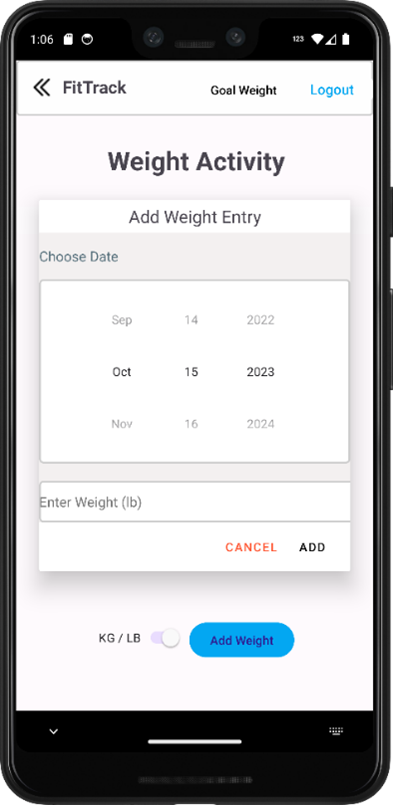 1:06 123
FitTrack Goal Weight Logout
Weight Activity
Add Weight Entry
Choose Date
Sep 14 2022
Oct 15 2023
Nov 16 2024
Enter Weight (lb)
CANCEL ADD
KG / LB Add Weight